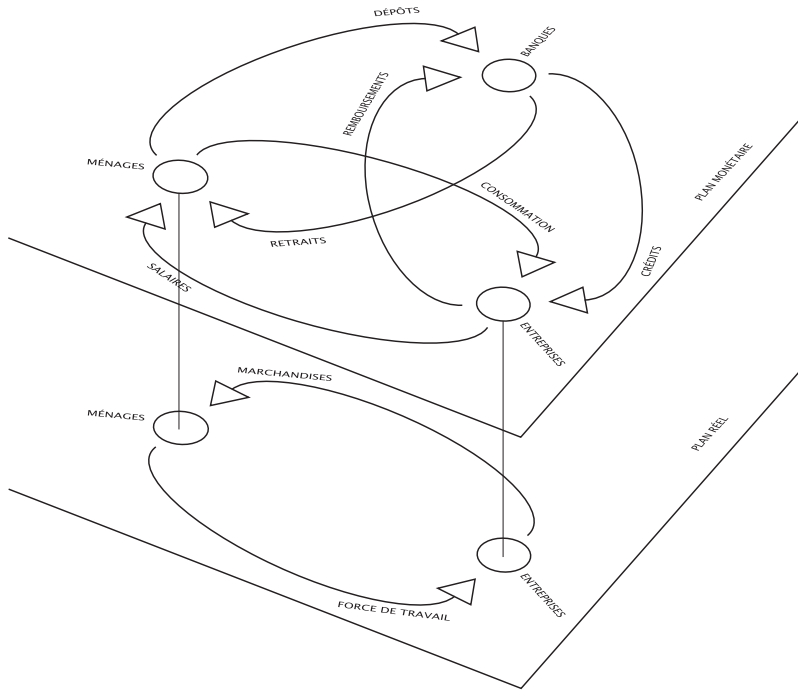 DÉPÔTS
BANQUES
REMBOURSEMENTS
MÉNAGES
PLAN MONÉTAIRE
CONSOMMATION
RETRAITS
CRÉDITS
SALAIRES
ENTREPRISES
MARCHANDISES
MÉNAGES
PLAN RÉEL
FORCE DE TRAVAIL
ENTREPRISES